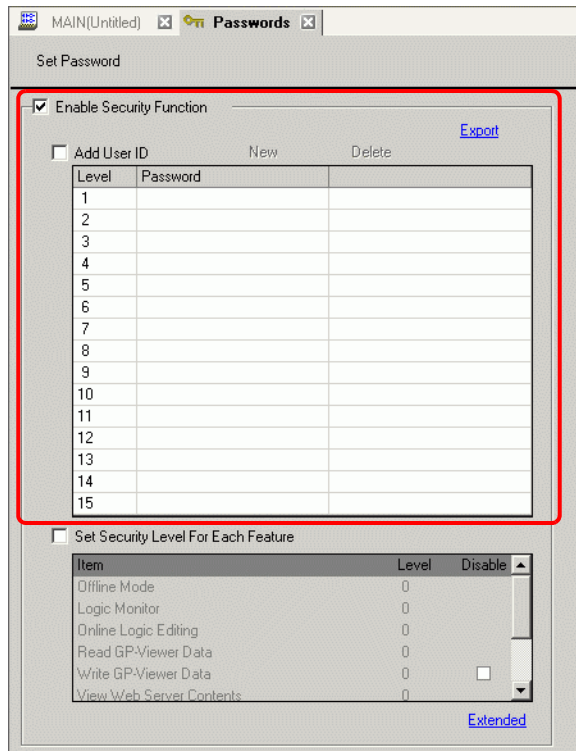 MAIN(Untitled) Passwords
Set Password
Enable Security Function
Export
Add User ID New Delete
Level Password
1
2
3
4
5
6
7
8
9
10
11
12
13
14
15
Set Security Level For Each Feature
Item Level Disable
Offline Mode 0
Logic Monitor 0
Online Logic Editing 0
Read GP-Viewer Data 0
Write GP-Viewer Data 0
View Web Server Contents 0
Extended